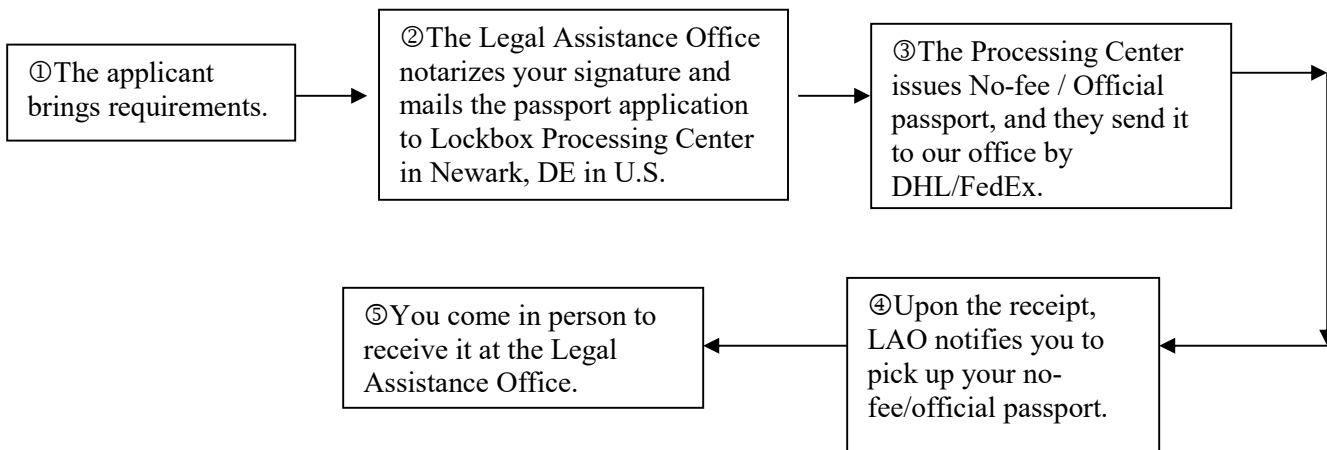 ①The applicant
brings requirements.
②The Legal Assistance Office
notarizes your signature and
mails the passport application
to Lockbox Processing Center
in Newark, DE in U.S.
③The Processing Center
issues No-fee / Official
passport, and they send it
to our office by
DHL/FedEx.
④Upon the receipt,
LAO notifies you to
pick up your no-
fee/official passport.
⑤You come in person to
receive it at the Legal
Assistance Office.